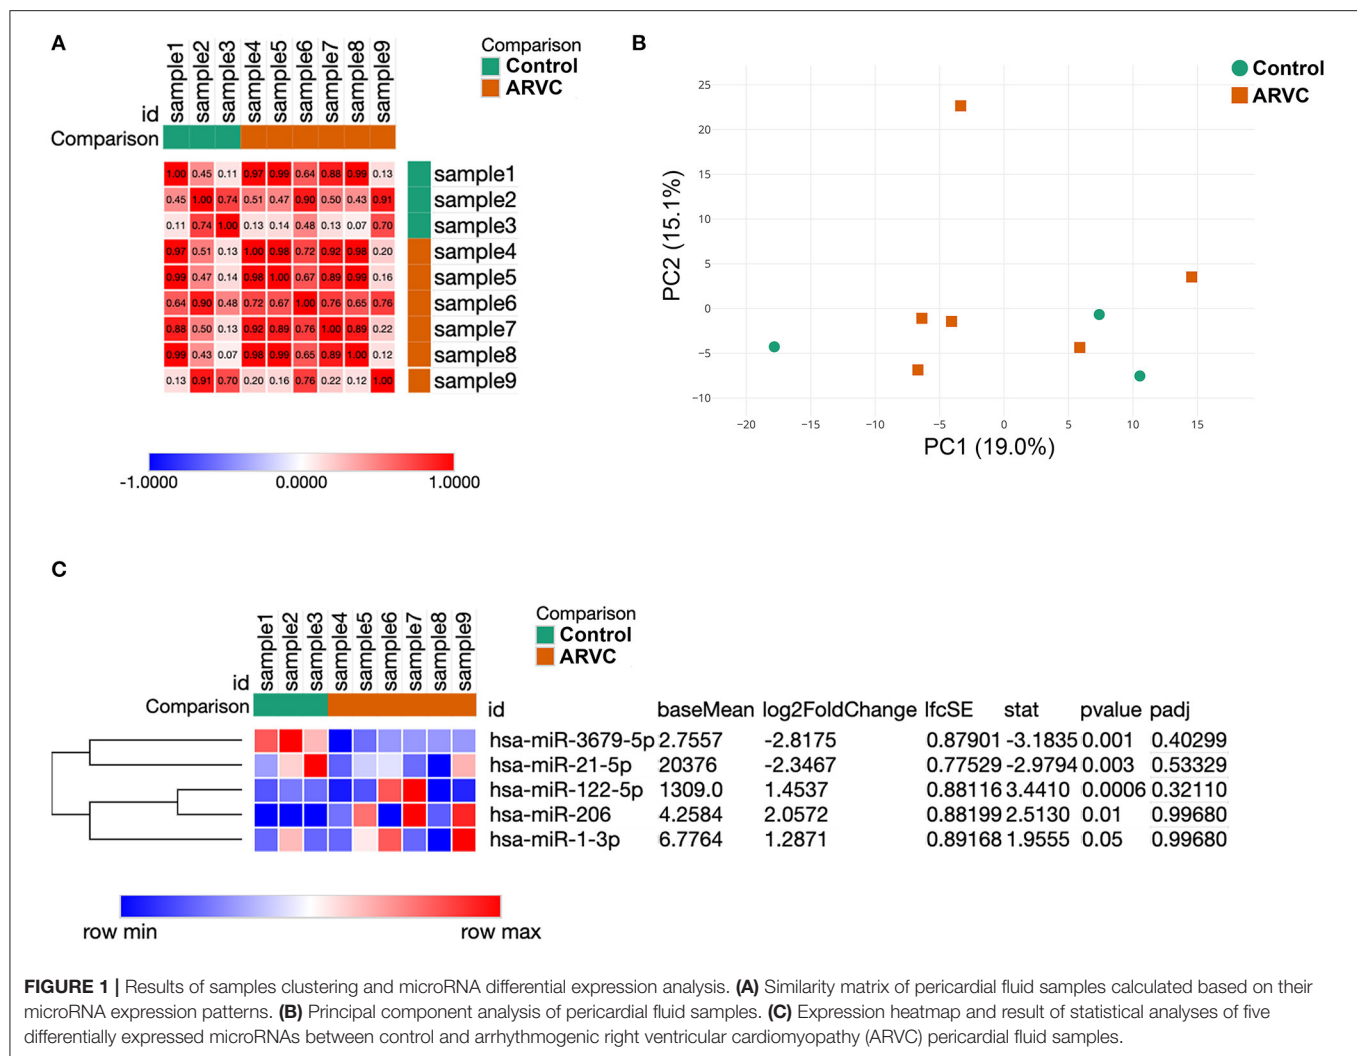 A
sample1 sample2 sample3 sample4 sample5 sample6 sample7 sample8 sample9
id
Comparison
Comparison
Control
ARVC
1.00 0.45 0.11 0.97 0.99 0.64 0.88 0.99 0.13 sample1
0.45 1.00 0.74 0.51 0.47 0.90 0.50 0.43 0.91 sample2
0.11 0.74 1.00 0.13 0.14 0.48 0.13 0.07 0.70 sample3
0.97 0.51 0.13 1.00 0.98 0.72 0.92 0.98 0.20 sample4
0.99 0.47 0.14 0.98 1.00 0.67 0.89 0.99 0.16 sample5
0.64 0.90 0.48 0.72 0.67 1.00 0.76 0.65 0.76 sample6
0.88 0.50 0.13 0.92 0.89 0.76 1.00 0.89 0.22 sample7
0.99 0.43 0.07 0.98 0.99 0.65 0.89 1.00 0.12 sample8
0.13 0.91 0.70 0.20 0.16 0.76 0.22 0.12 1.00 sample9
-1.0000 0.0000 1.0000
B
Control
ARVC
25
20
15
10
5
0
−5
−10
PC2 (15.1%)
−20 −15 −10 −5 0 5 10 15
PC1 (19.0%)
C
sample1 sample2 sample3 sample4 sample5 sample6 sample7 sample8 sample9
Comparison
Control
ARVC
id
Comparison id baseMean log2FoldChange lfcSE stat pvalue padj
hsa-miR-3679-5p 2.7557 -2.8175 0.87901 -3.1835 0.001 0.40299
hsa-miR-21-5p 20376 -2.3467 0.77529 -2.9794 0.003 0.53329
hsa-miR-122-5p 1309.0 1.4537 0.88116 3.4410 0.0006 0.32110
hsa-miR-206 4.2584 2.0572 0.88199 2.5130 0.01 0.99680
hsa-miR-1-3p 6.7764 1.2871 0.89168 1.9555 0.05 0.99680
row min row max
FIGURE 1 | Results of samples clustering and microRNA differential expression analysis. (A) Similarity matrix of pericardial fluid samples calculated based on their
microRNA expression patterns. (B) Principal component analysis of pericardial fluid samples. (C) Expression heatmap and result of statistical analyses of five
differentially expressed microRNAs between control and arrhythmogenic right ventricular cardiomyopathy (ARVC) pericardial fluid samples.